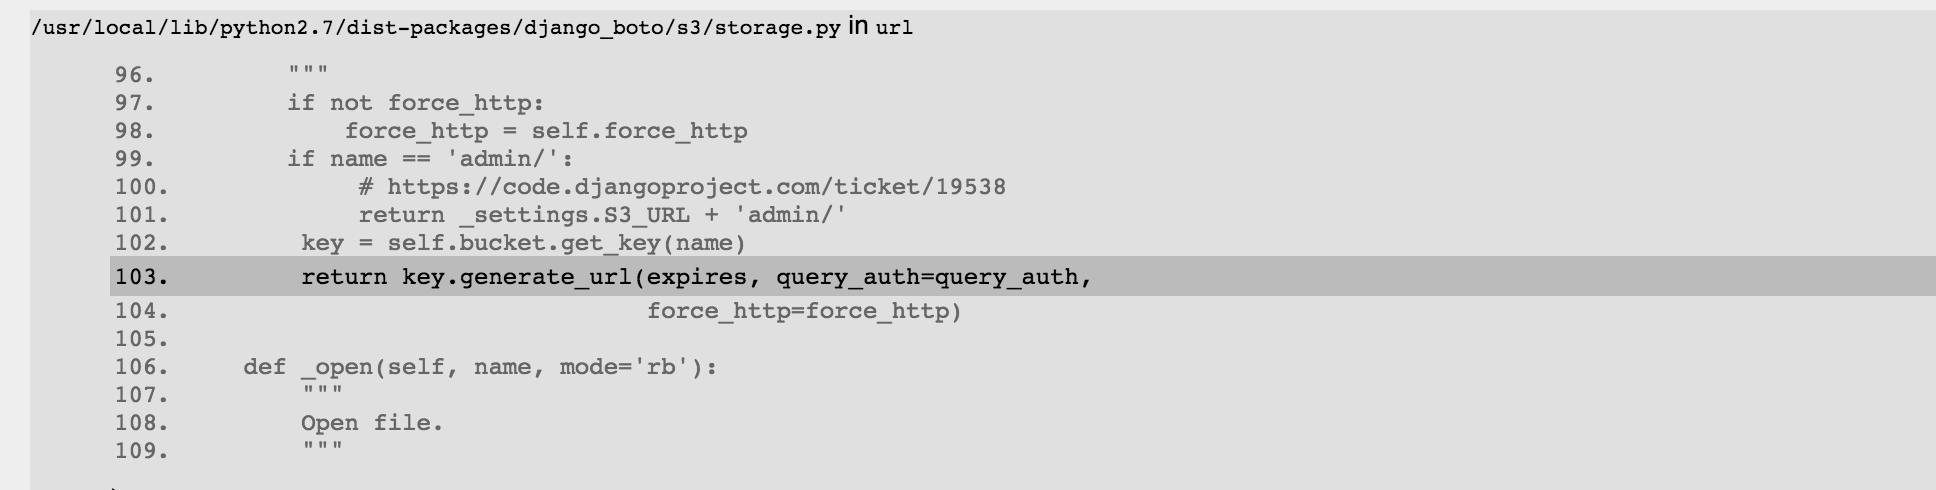 /usr/local/lib/python2.7/dist-packages/django_boto/s3/storage.py in url
96.         """
97.         if not force_http:
98.             force_http = self.force_http
99.         if name == 'admin/':
100.             # https://code.djangoproject.com/ticket/19538
101.             return _settings.S3_URL + 'admin/'
102.         key = self.bucket.get_key(name)
103.         return key.generate_url(expires, query_auth=query_auth,
104.                                 force_http=force_http)
105.
106.     def _open(self, name, mode='rb'):
107.         """
108.         Open file.
109.         """